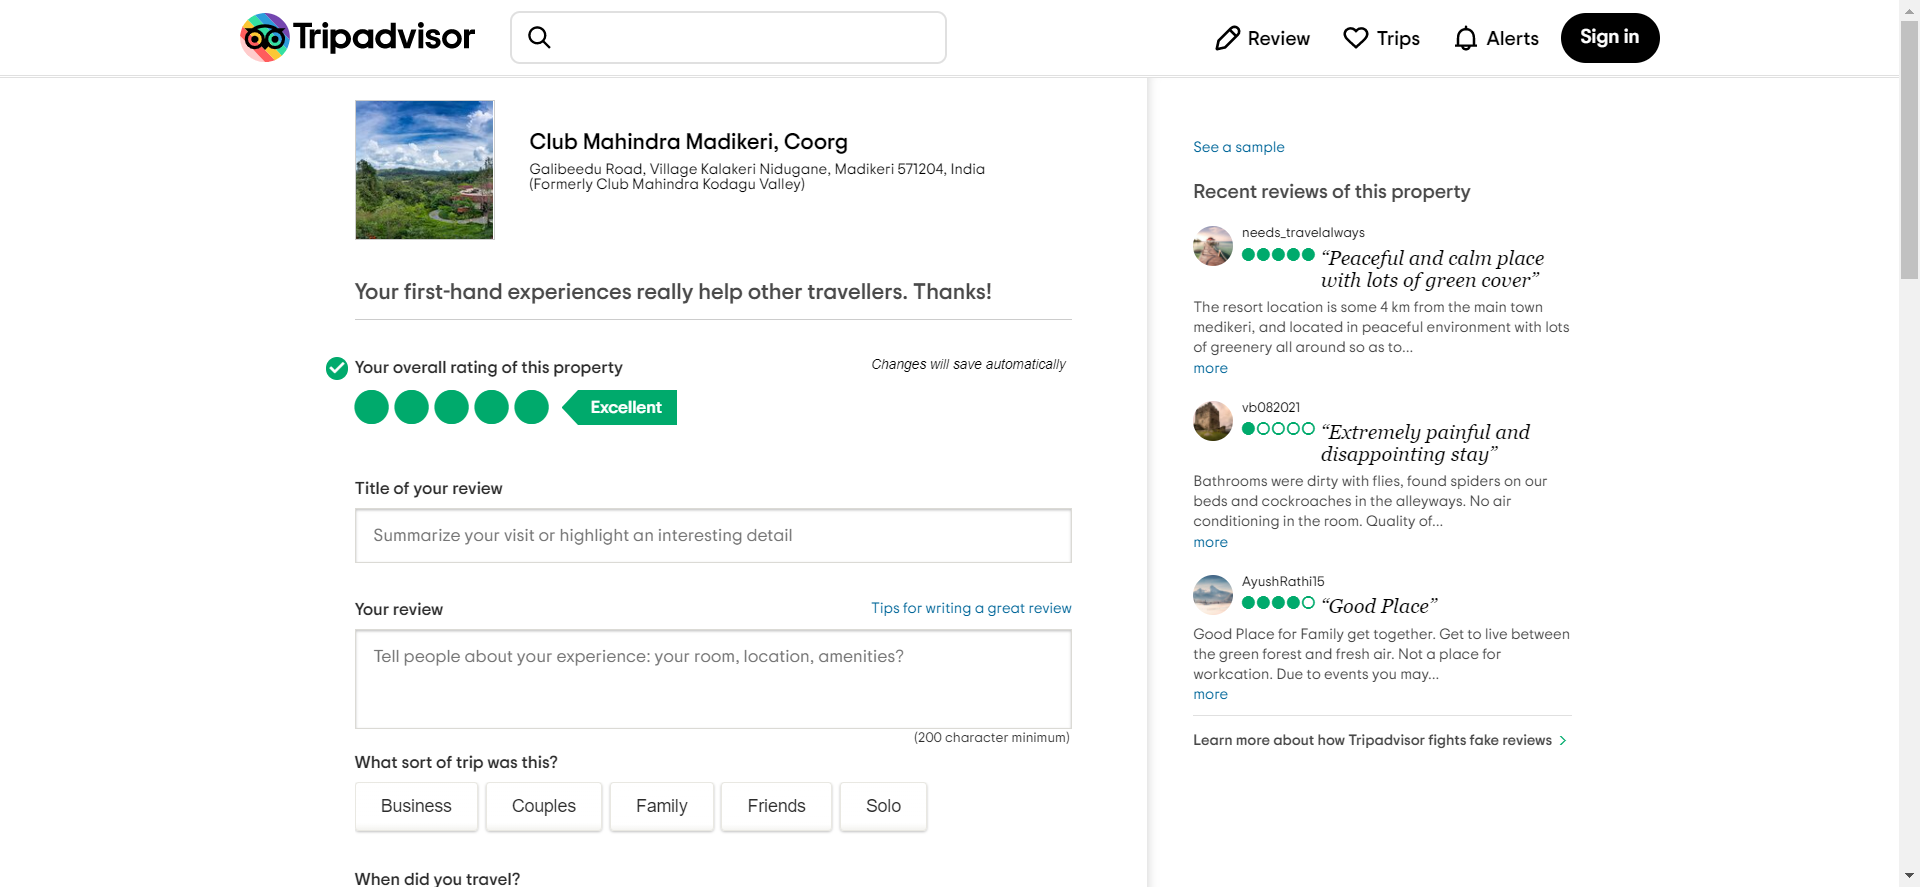 Tripadvisor
Review
Trips
Alerts
Sign in
Club Mahindra Madikeri, Coorg
Galibeedu Road, Village Kalakeri Nidugane, Madikeri 571204, India
(Formerly Club Mahindra Kodagu Valley)
Your first-hand experiences really help other travellers. Thanks!
Your overall rating of this property
Changes will save automatically
Excellent
Title of your review
Summarize your visit or highlight an interesting detail
Your review
Tips for writing a great review
Tell people about your experience: your room, location, amenities?
(200 character minimum)
What sort of trip was this?
Business
Couples
Family
Friends
Solo
When did you travel?
See a sample
Recent reviews of this property
needs_travelalways
“Peaceful and calm place
with lots of green cover”
The resort location is some 4 km from the main town
medikeri, and located in peaceful environment with lots
of greenery all around so as to...
more
vb082021
“Extremely painful and
disappointing stay”
Bathrooms were dirty with flies, found spiders on our
beds and cockroaches in the alleyways. No air
conditioning in the room. Quality of...
more
AyushRathi15
“Good Place”
Good Place for Family get together. Get to live between
the green forest and fresh air. Not a place for
workcation. Due to events you may...
more
Learn more about how Tripadvisor fights fake reviews